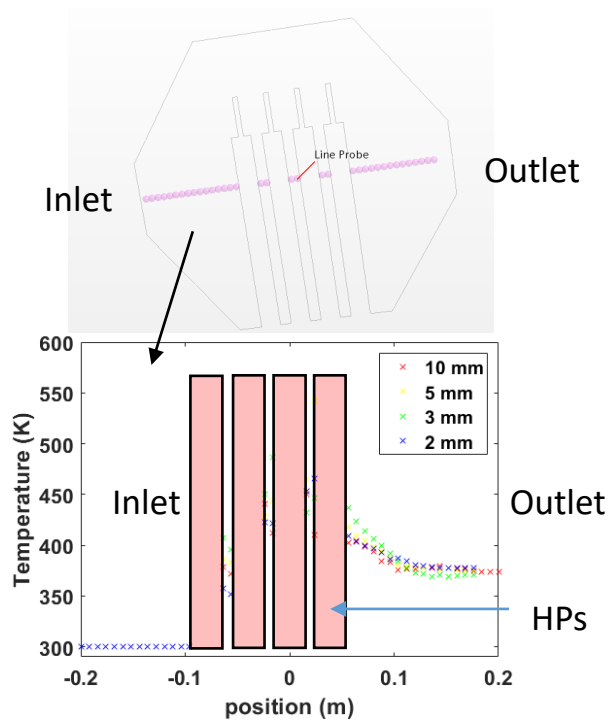 Line Probe
Inlet
Outlet
600
550
500
450
400
350
300
Temperature (K)
10 mm
5 mm
3 mm
2 mm
Inlet
Outlet
HPs
-0.2
-0.1
0
0.1
0.2
position (m)